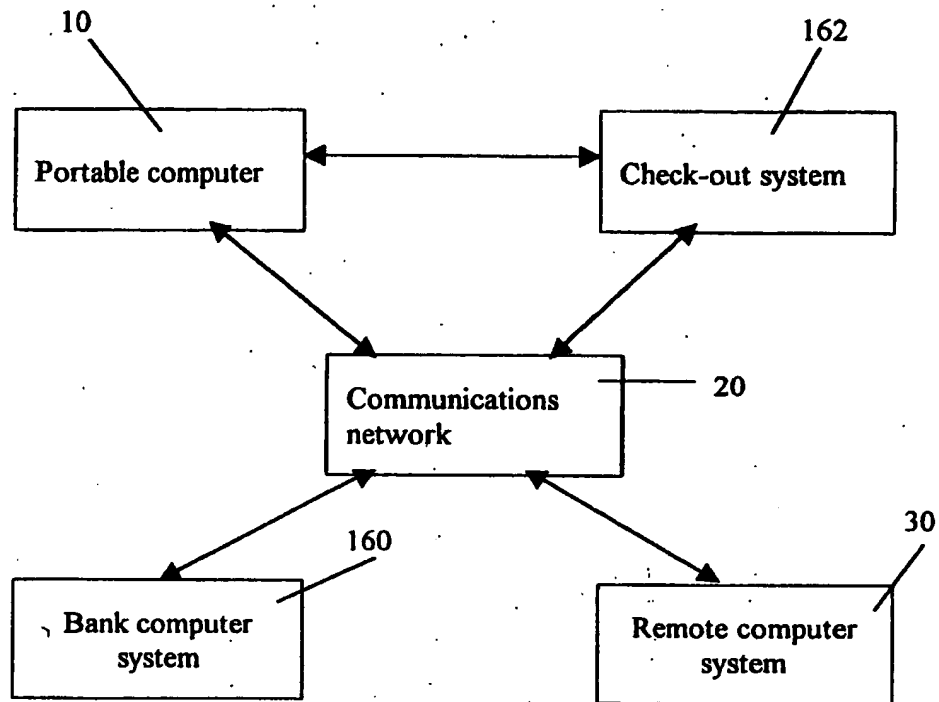 10
162
Portable computer
Check-out system
Communications
network
20
160
30
Bank computer
system
Remote computer
system